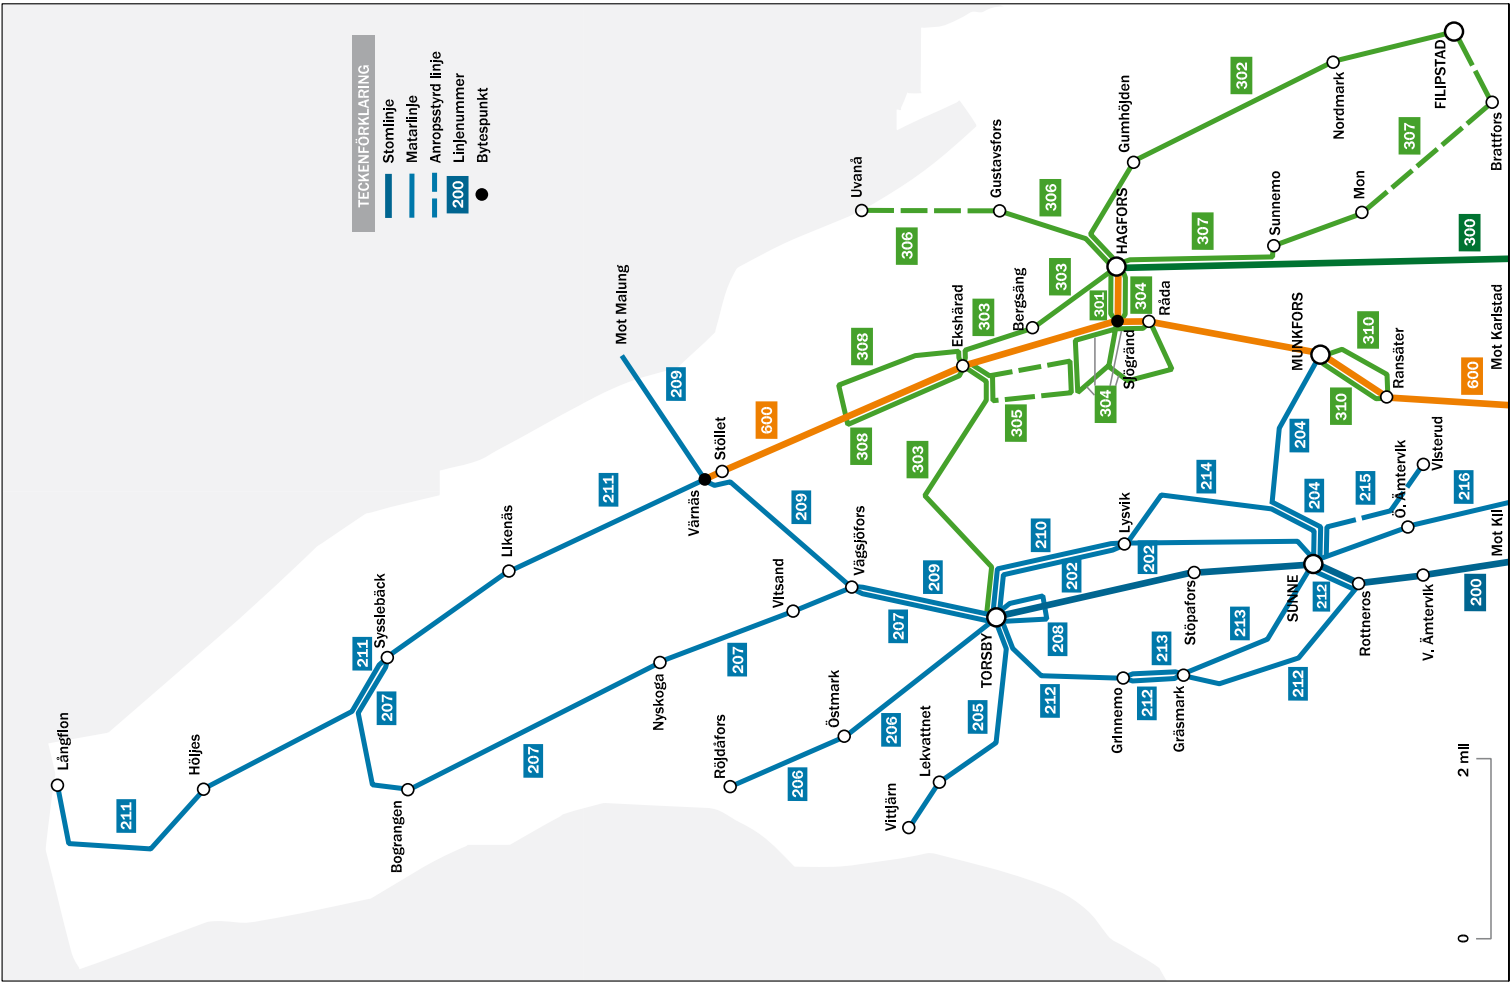 TECKENFÖRKLARING
Stomlinje
Matarlinje
Anropsstyrd linje
200 Linjenummer
Bytespunkt
Långflon
211
Höljes
211
Sysslebäck
207
Bograngen
207
Likenäs
211
Nyskoga
207
Mot Malung
209
Värnäs
Stöllet
600
209
Vitsand
Vägsjöfors
207
209
Röjdåfors
206
Östmark
206
Vittjärn
Lekvattnet
205
TORSBY
208
212
Uvanå
306
Gustavsfors
306
308
308
Ekshärad
303
Bergsäng
303
303
305
304
Sjögränd
301
304
Råda
HAGFORS
Gumhöjden
302
Nordmark
FILIPSTAD
307
Brattfors
Mon
Sunnemo
307
300
MUNKFORS
310
310
Ransäter
Mot Karlstad
600
204
204
214
210
202
202
Lysvik
215
Ö. Ämtervik
Visterud
216
Mot Kil
200
SUNNE
212
Rottneros
V. Ämtervik
Stöpafors
213
213
212
Grinnemo
Gräsmark
212
0
2 mil